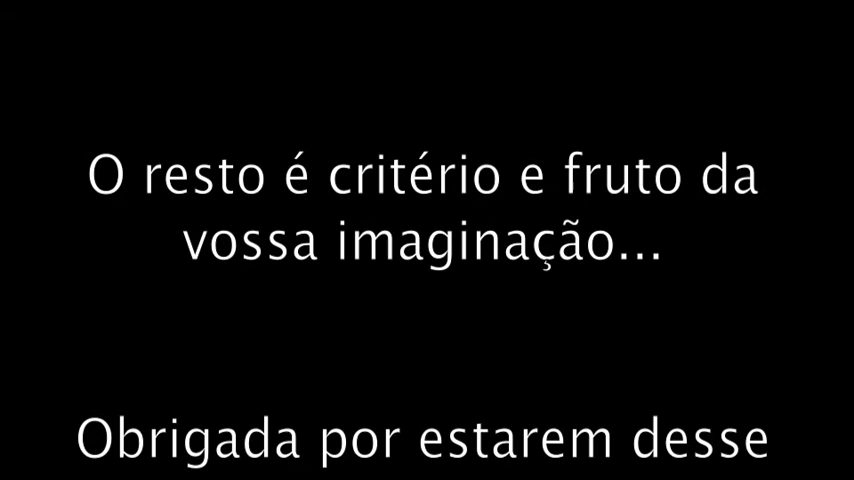 O resto é critério e fruto da
vossa imaginação...
Obrigada por estarem desse